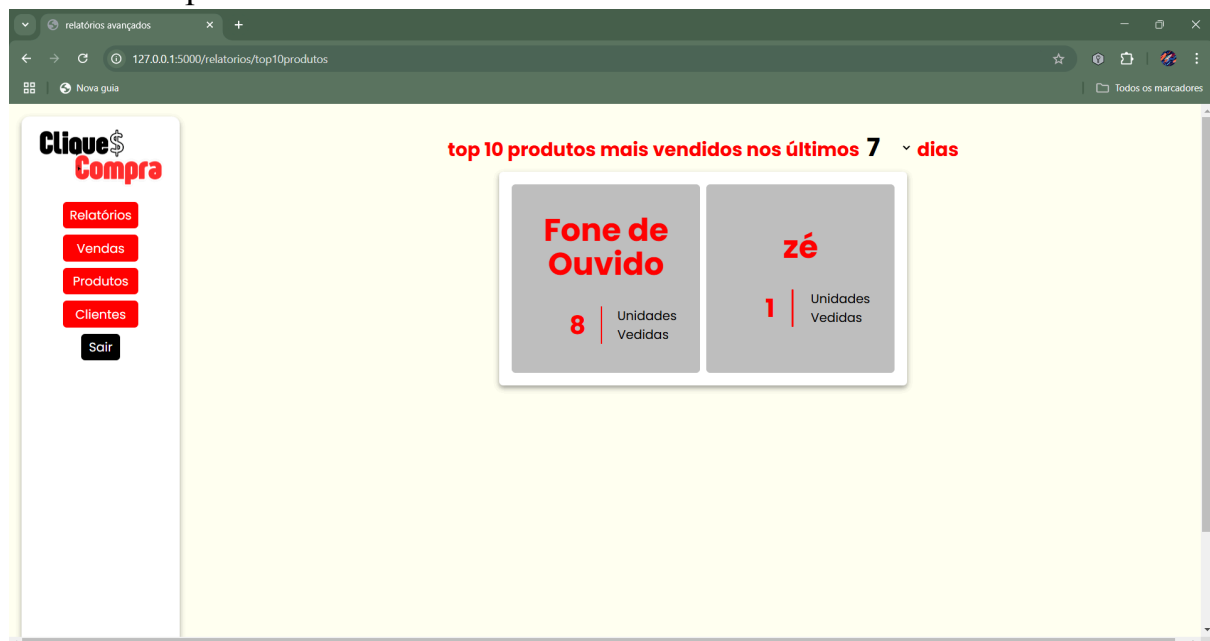 relatórios avançados
127.0.0.1:5000/relatorios/top10produtos
Nova guia
Todos os marcadores
Clique$
Compra
Relatórios
Vendas
Produtos
Clientes
Sair
top 10 produtos mais vendidos nos últimos 7 dias
Fone de
Ouvido
8
Unidades
Vedidas
zé
1
Unidades
Vedidas